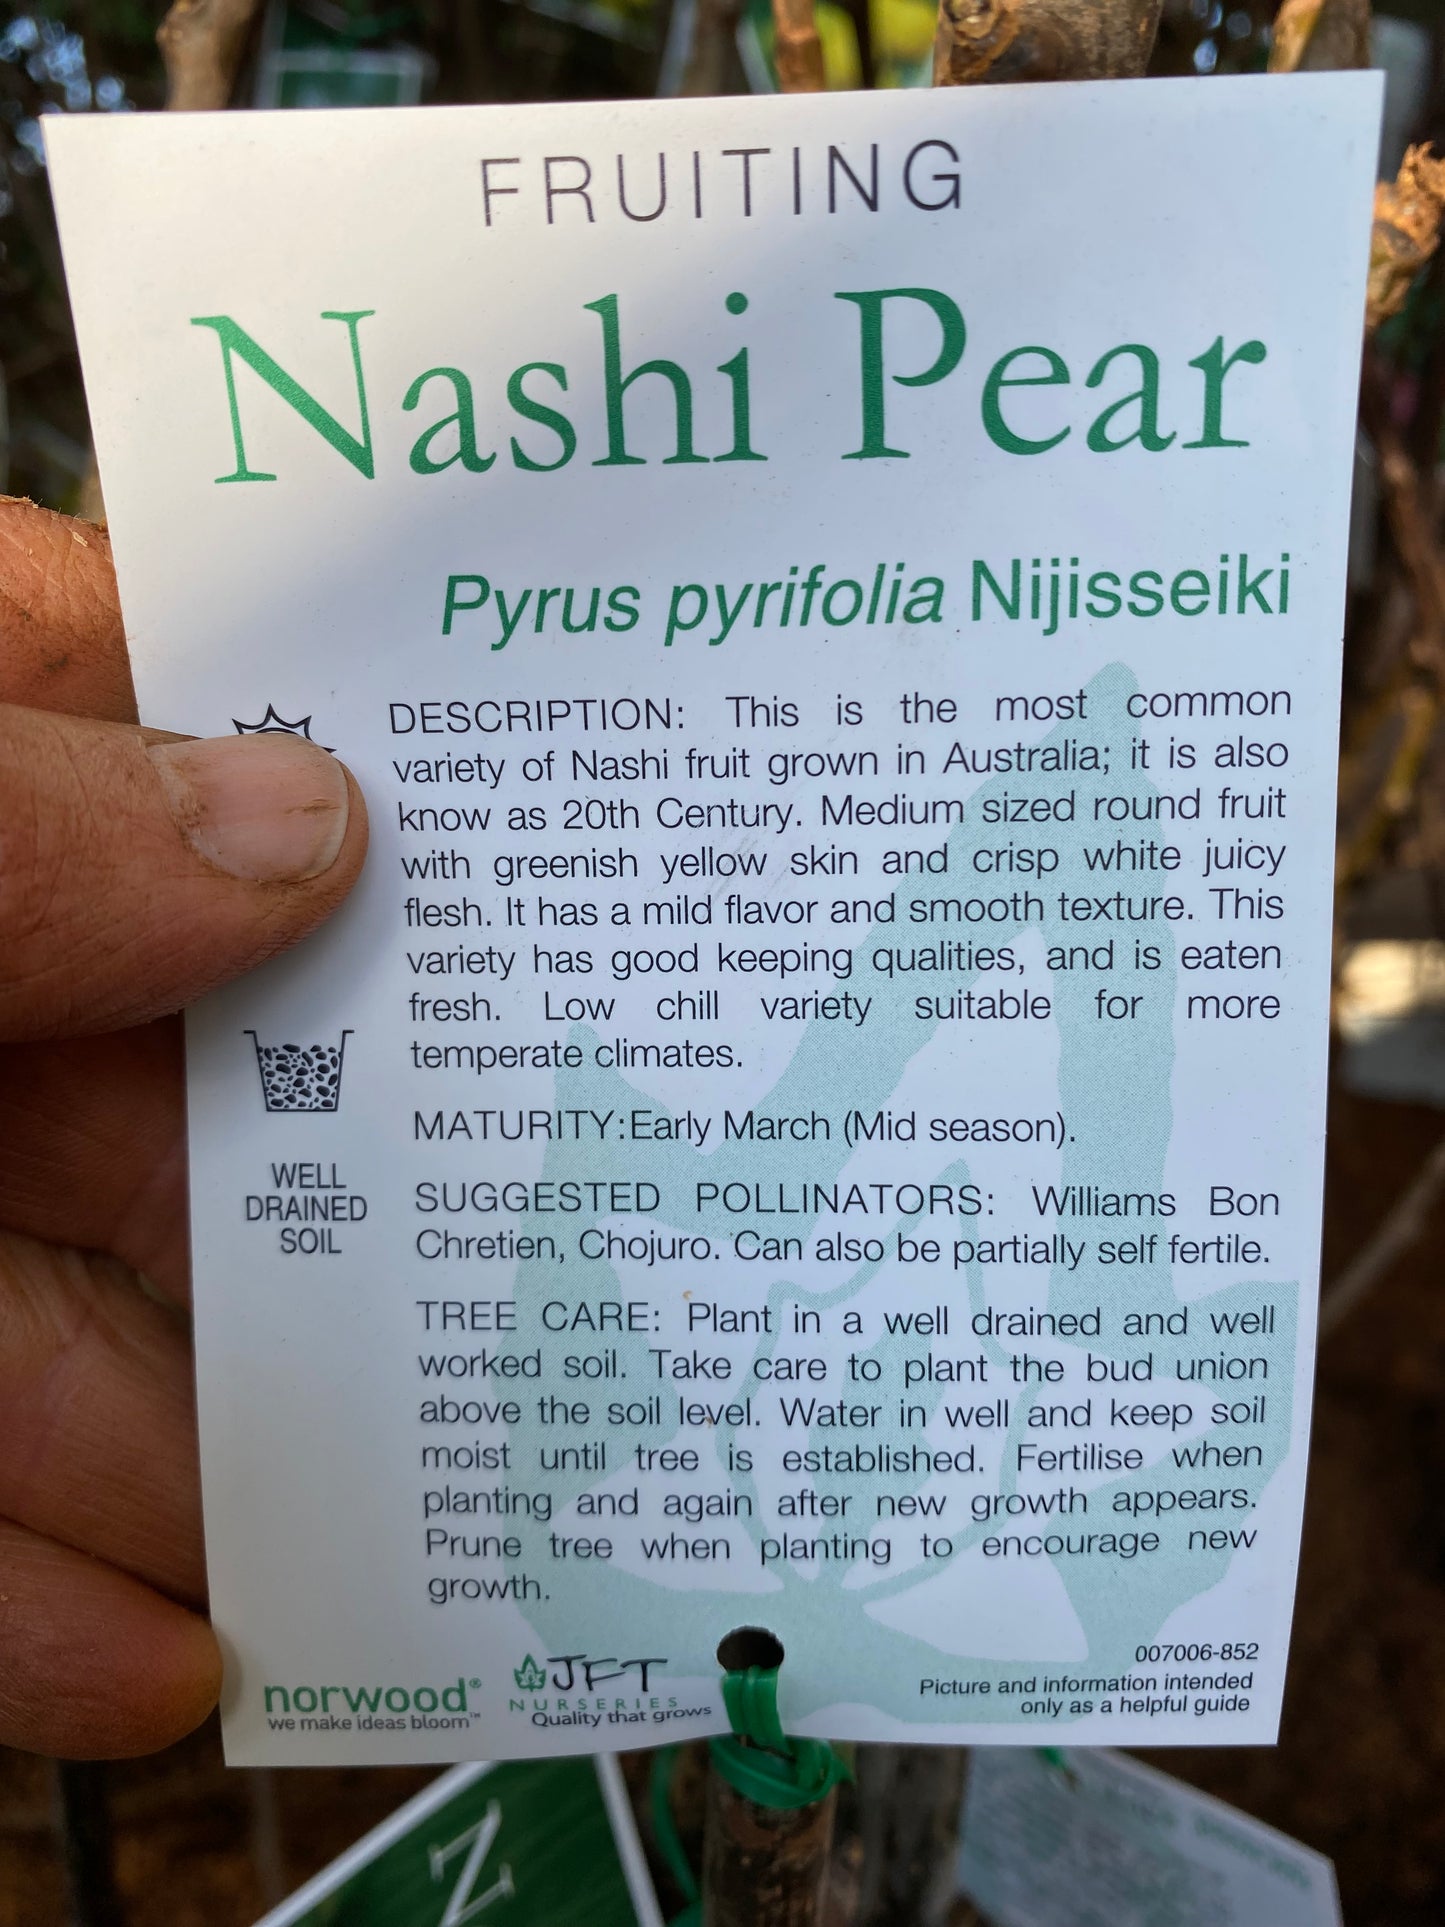 FRUITING
Nashi Pear
Pyrus pyrifolia Nijisseiki
DESCRIPTION: This is the most common
variety of Nashi fruit grown in Australia; it is also
know as 20th Century. Medium sized round fruit
with greenish yellow skin and crisp white juicy
flesh. It has a mild flavor and smooth texture. This
variety has good keeping qualities, and is eaten
fresh. Low chill variety suitable for more
temperate climates.
MATURITY:Early March (Mid season).
WELL
DRAINED
SOIL
SUGGESTED POLLINATORS: Williams Bon
Chretien, Chojuro. Can also be partially self fertile.
TREE CARE: Plant in a well drained and well
worked soil. Take care to plant the bud union
above the soil level. Water in well and keep soil
moist until tree is established. Fertilise when
planting and again after new growth appears.
Prune tree when planting to encourage new
growth.
norwood®
we make ideas bloom™
JFT
NURSERIES
Quality that grows
007006-852
Picture and information intended
only as a helpful guide
N